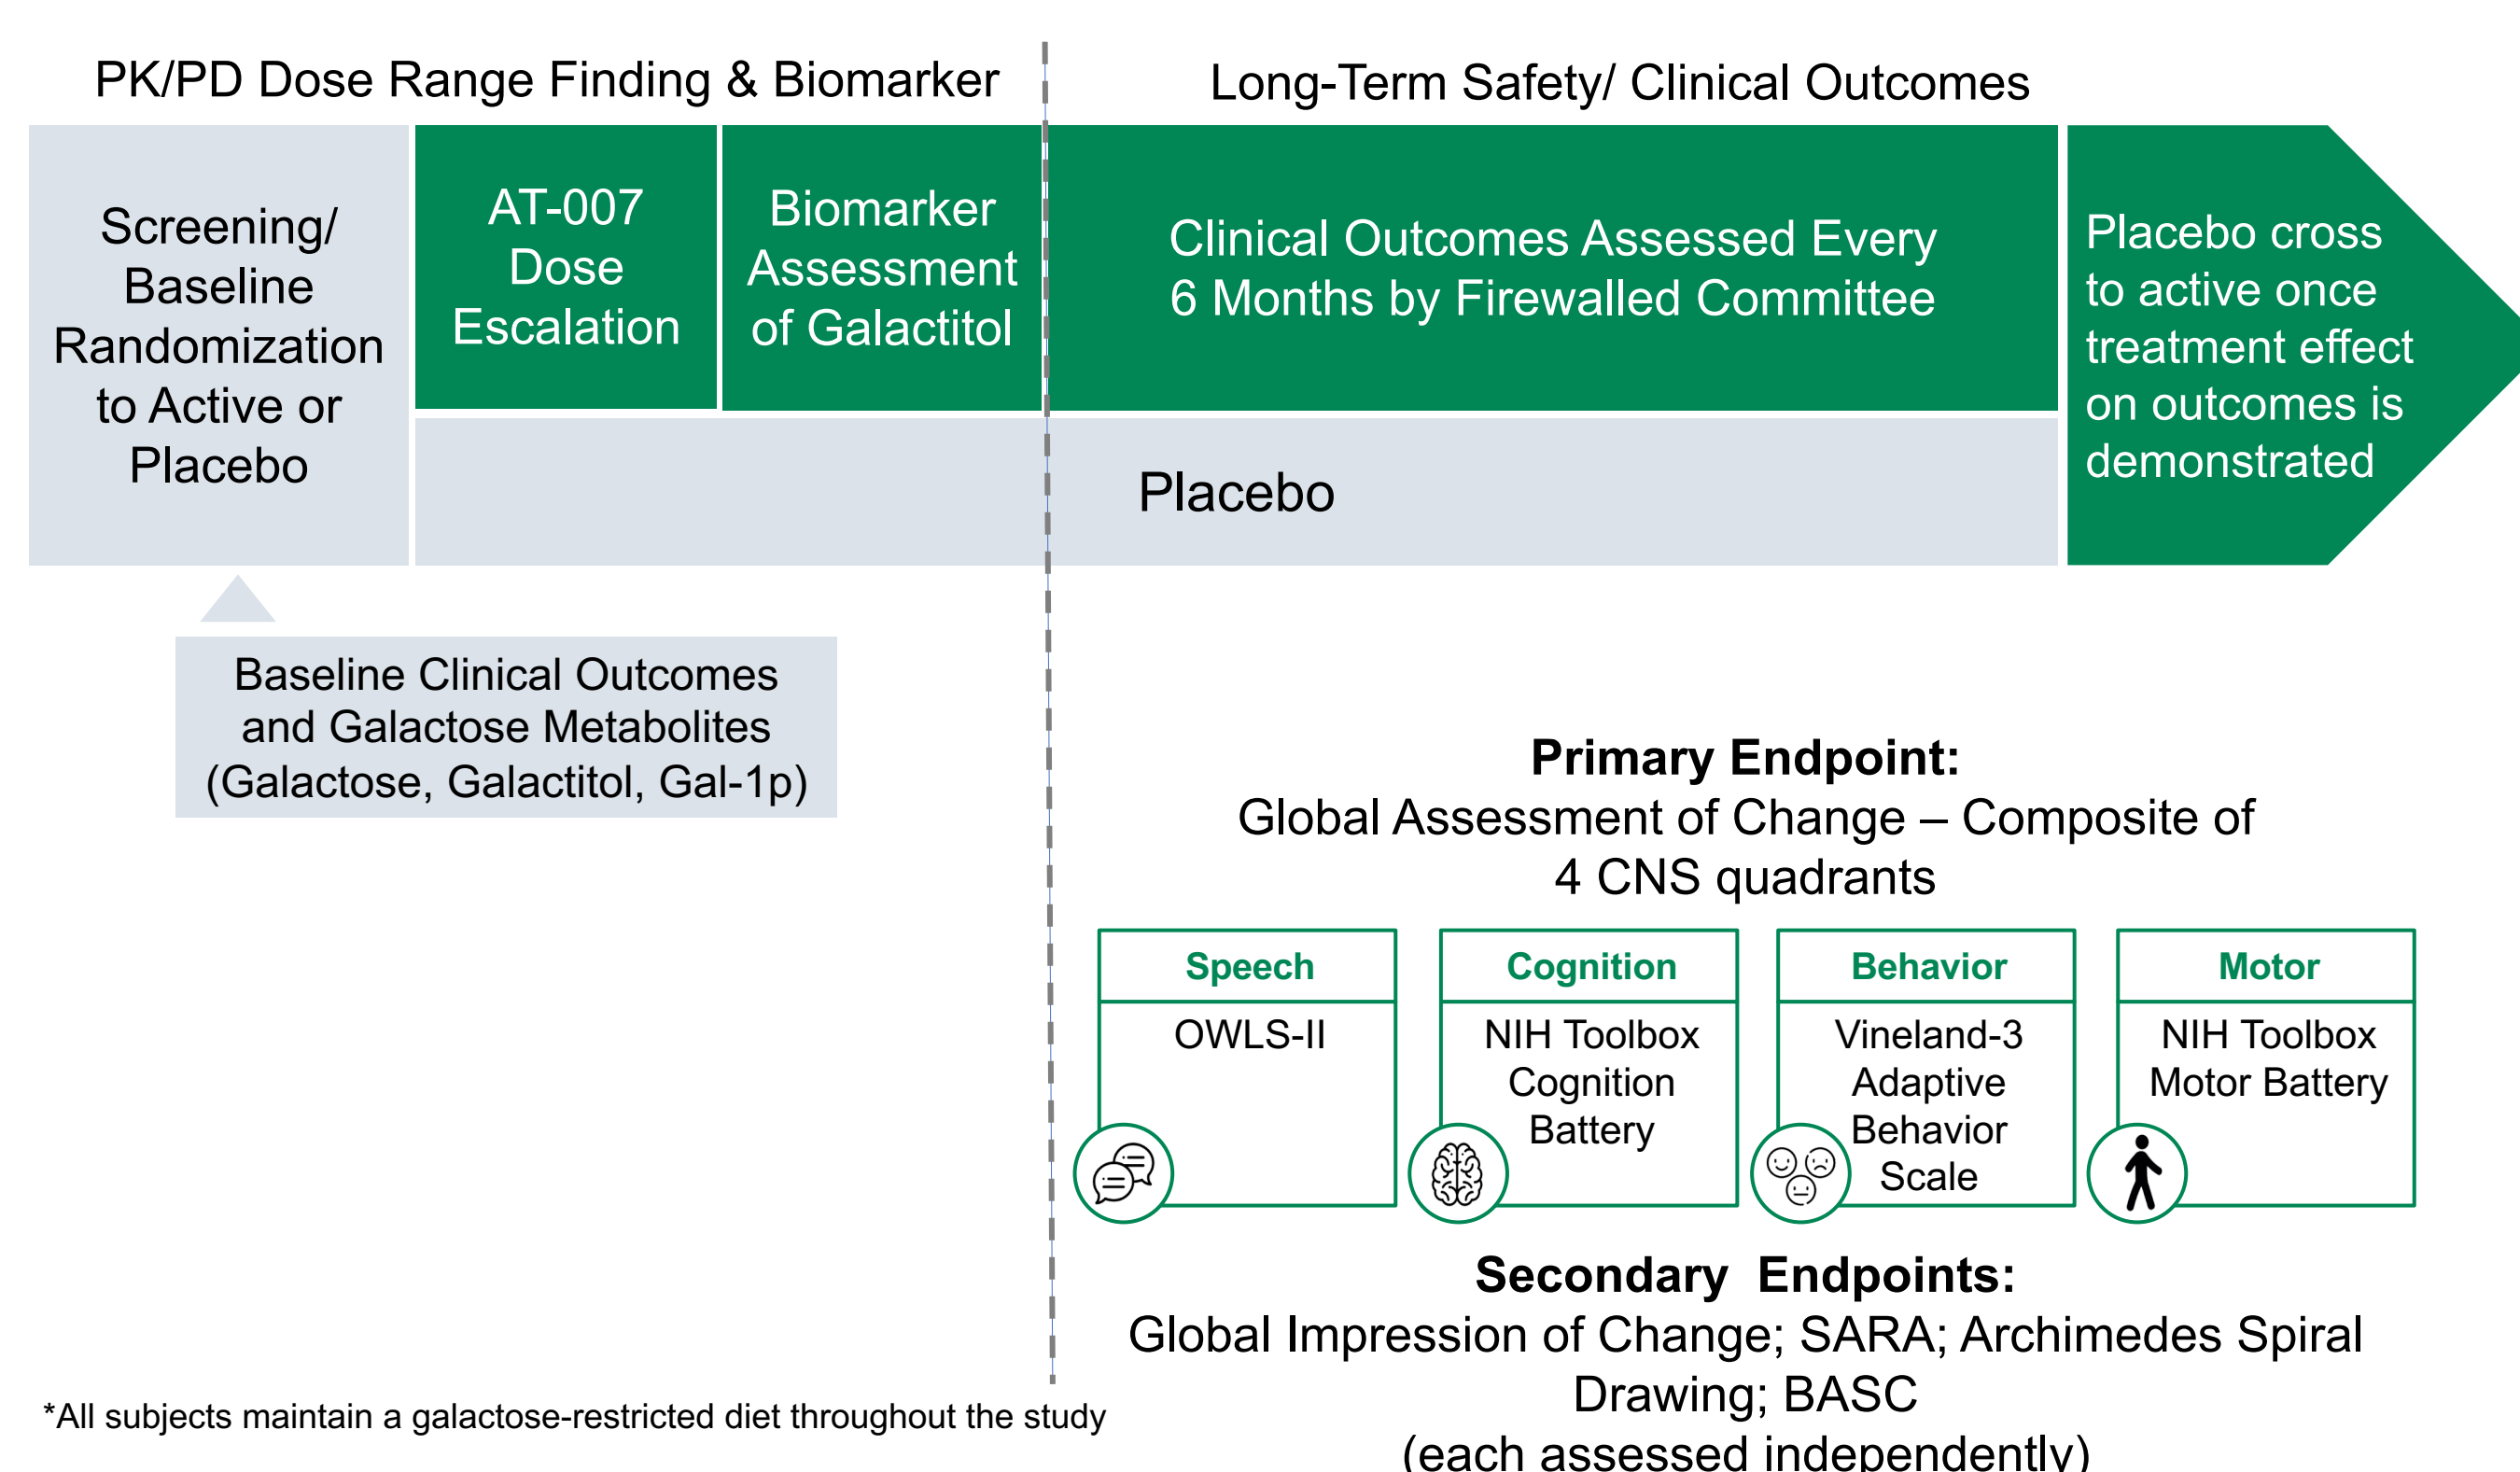 PK/PD Dose Range Finding & Biomarker
Long-Term Safety/ Clinical Outcomes
Screening/
Baseline
Randomization
to Active or
Placebo
AT-007
Dose
Escalation
Biomarker
Assessment
of Galactitol
Clinical Outcomes Assessed Every
6 Months by Firewalled Committee
Placebo cross
to active once
treatment effect
on outcomes is
demonstrated
Placebo
Baseline Clinical Outcomes
and Galactose Metabolites
(Galactose, Galactitol, Gal-1p)
Primary Endpoint:
Global Assessment of Change – Composite of
4 CNS quadrants
Speech
OWLS-II
Cognition
NIH Toolbox
Cognition
Battery
Behavior
Vineland-3
Adaptive
Behavior
Scale
Motor
NIH Toolbox
Motor Battery
Secondary  Endpoints:
Global Impression of Change; SARA; Archimedes Spiral
Drawing; BASC
(each assessed independently)
*All subjects maintain a galactose-restricted diet throughout the study